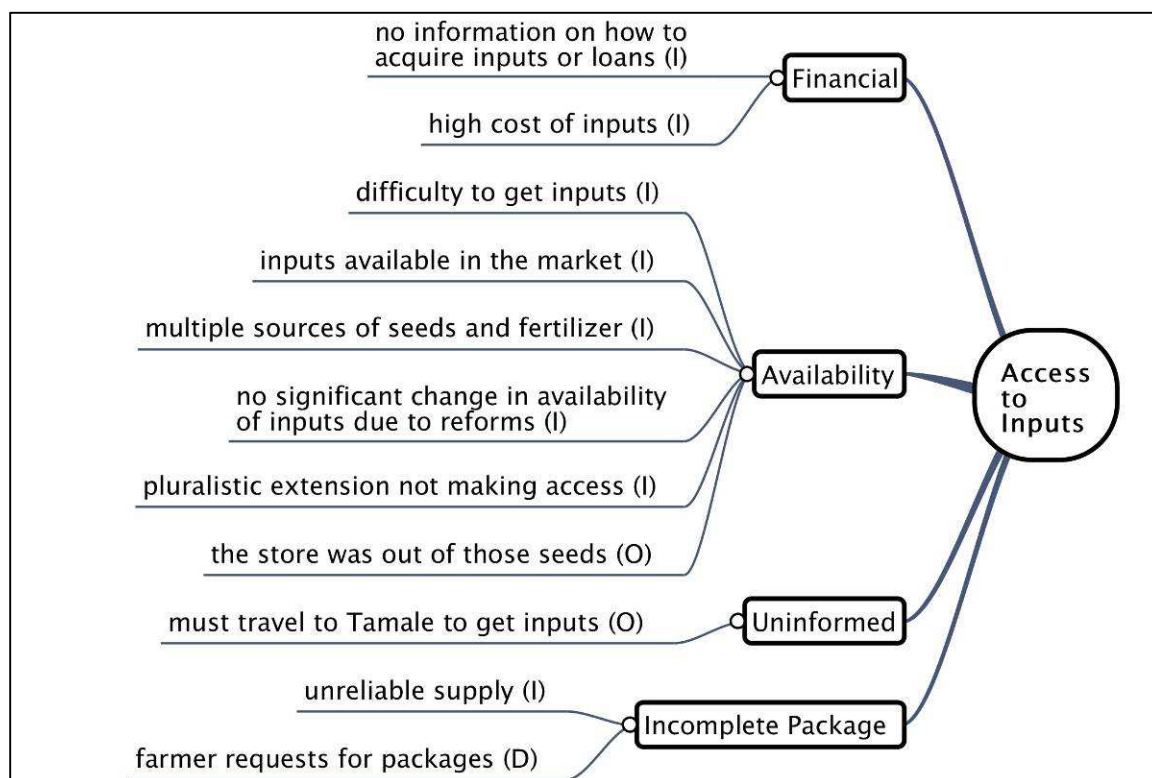 no information on how to
acquire inputs or loans (I)
Financial
high cost of inputs (I)
difficulty to get inputs (I)
inputs available in the market (I)
multiple sources of seeds and fertilizer (I)
Availability
Access
to
Inputs
no significant change in availability
of inputs due to reforms (I)
pluralistic extension not making access (I)
the store was out of those seeds (O)
must travel to Tamale to get inputs (O)
Uninformed
unreliable supply (I)
Incomplete Package
farmer requests for packages (D)